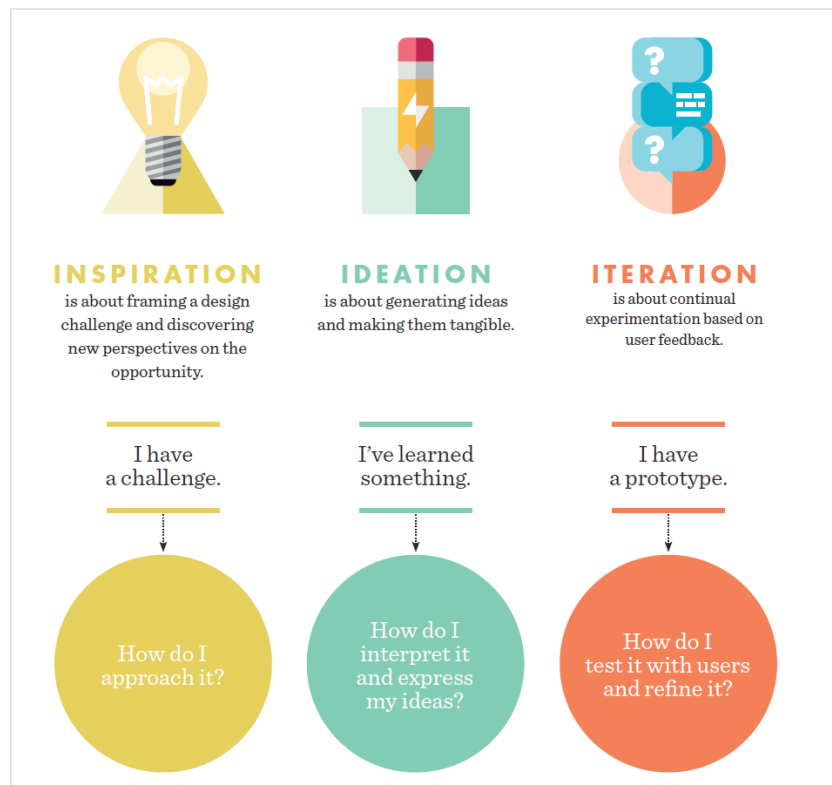 ?
?
INSPIRATION
is about framing a design
challenge and discovering
new perspectives on the
opportunity.
IDEATION
is about generating ideas
and making them tangible.
ITERATION
is about continual
experimentation based on
user feedback.
I have
a challenge.
I’ve learned
something.
I have
a prototype.
How do I
approach it?
How do I
interpret it
and express
my ideas?
How do I
test it with users
and refine it?